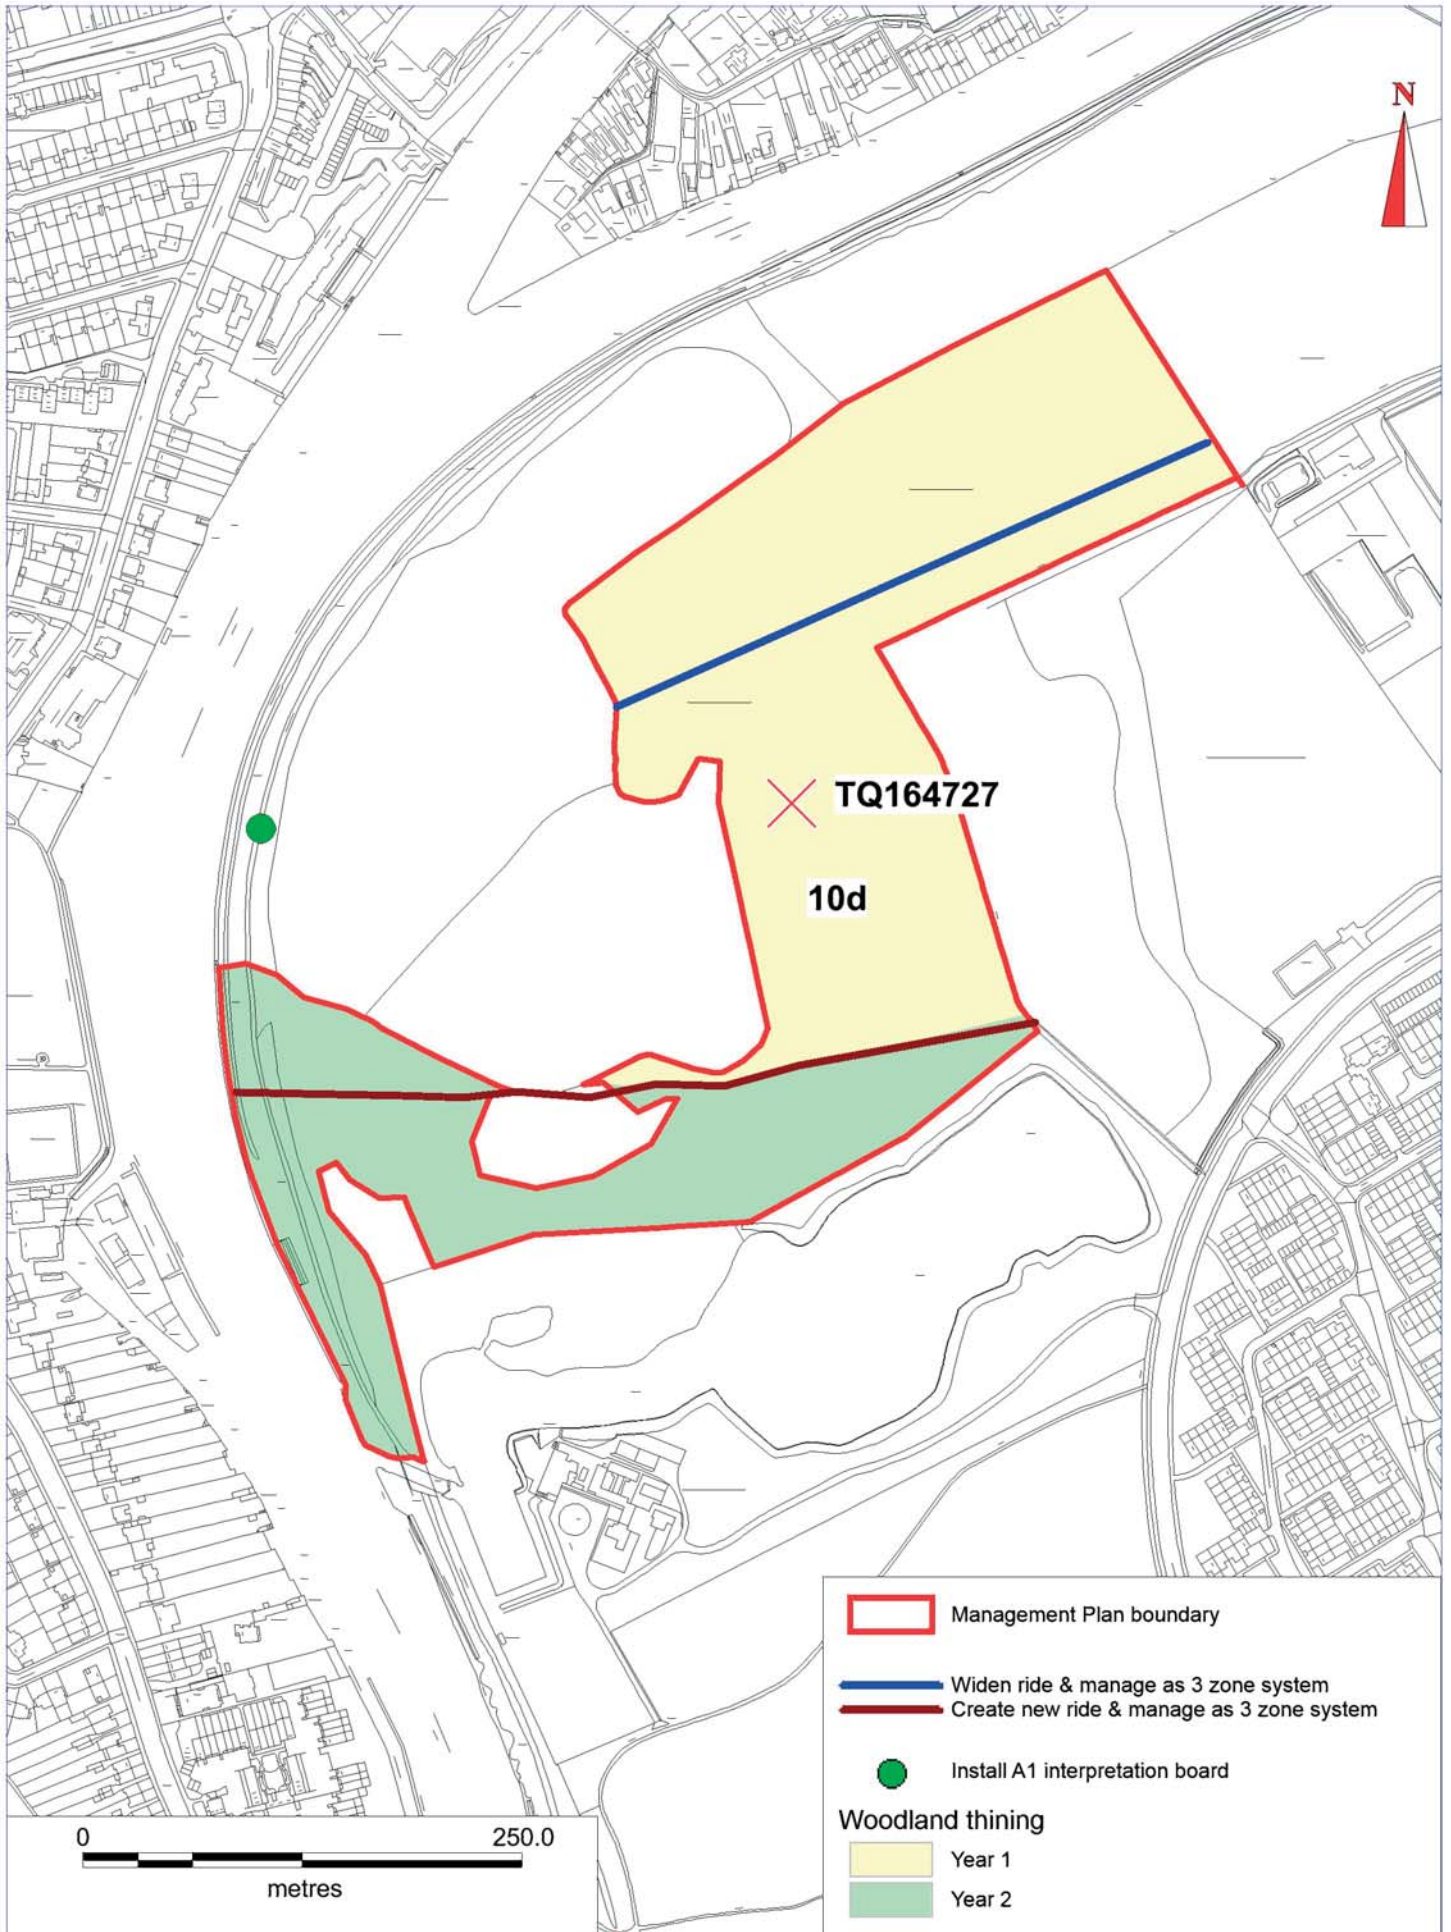 N
TQ164727
10d
Management Plan boundary
Widen ride & manage as 3 zone system
Create new ride & manage as 3 zone system
Install A1 interpretation board
Woodland thining
Year 1
Year 2
0 250.0
metres